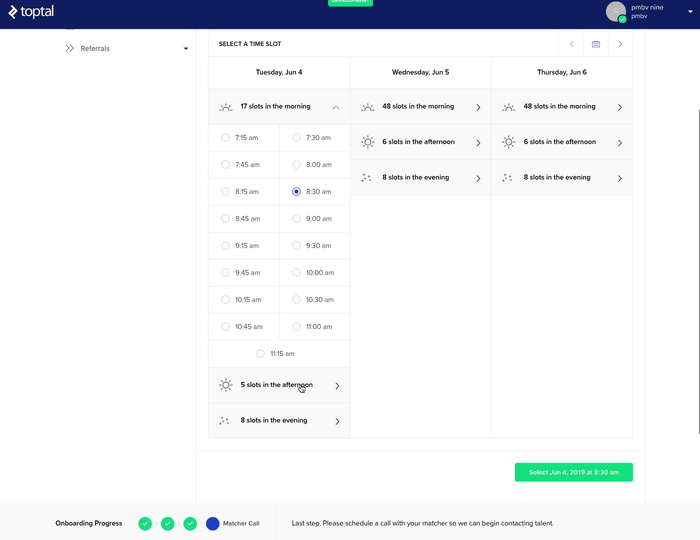 DEVELOPMENT
toptal
pmbv nine
pmbv
Referrals
SELECT A TIME SLOT
Tuesday, Jun 4
Wednesday, Jun 5
Thursday, Jun 6
17 slots in the morning
48 slots in the morning
48 slots in the morning
7:15 am
7:30 am
6 slots in the afternoon
6 slots in the afternoon
7:45 am
8:00 am
8 slots in the evening
8 slots in the evening
8:15 am
8:30 am
8:45 am
9:00 am
9:15 am
9:30 am
9:45 am
10:00 am
10:15 am
10:30 am
10:45 am
11:00 am
11:15 am
5 slots in the afternoon
8 slots in the evening
Select Jun 4, 2019 at 8:30 am
Onboarding Progress
Matcher Call
Last step. Please schedule a call with your matcher so we can begin contacting talent.